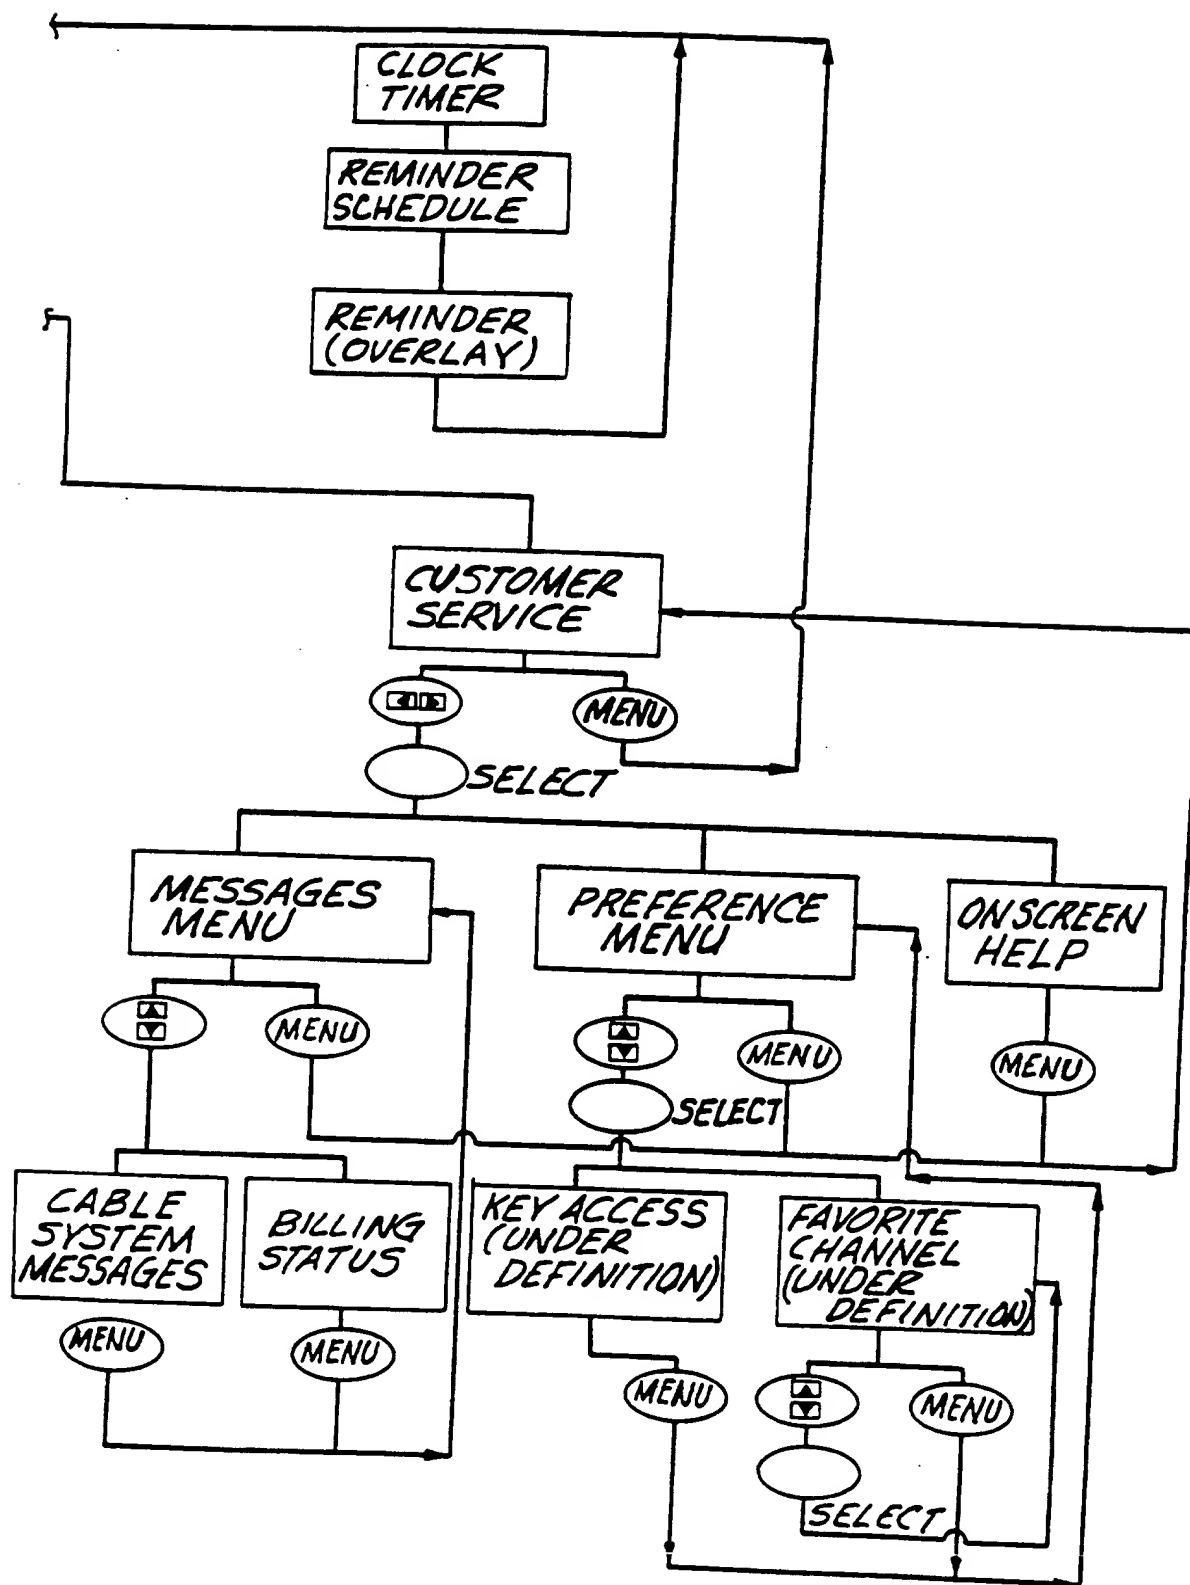 CLOCK
TIMER
REMINDER
SCHEDULE
REMINDER
(OVERLAY)
CUSTOMER
SERVICE
MENU
SELECT
MESSAGES
MENU
PREFERENCE
MENU
ON SCREEN
HELP
MENU
MENU
MENU
SELECT
CABLE
SYSTEM
MESSAGES
BILLING
STATUS
KEY ACCESS
(UNDER
DEFINITION)
FAVORITE
CHANNEL
(UNDER
DEFINITION)
MENU
MENU
MENU
MENU
SELECT